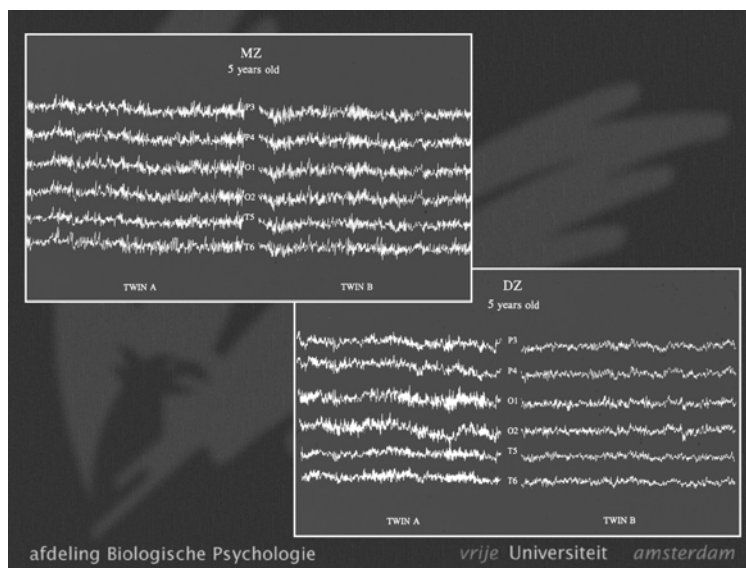 MZ
5 years old
P3
P4
O1
O2
T5
T6
TWIN A TWIN B
DZ
5 years old
P3
P4
O1
O2
T5
T6
TWIN A TWIN B
afdeling Biologische Psychologie
vrije Universiteit amsterdam